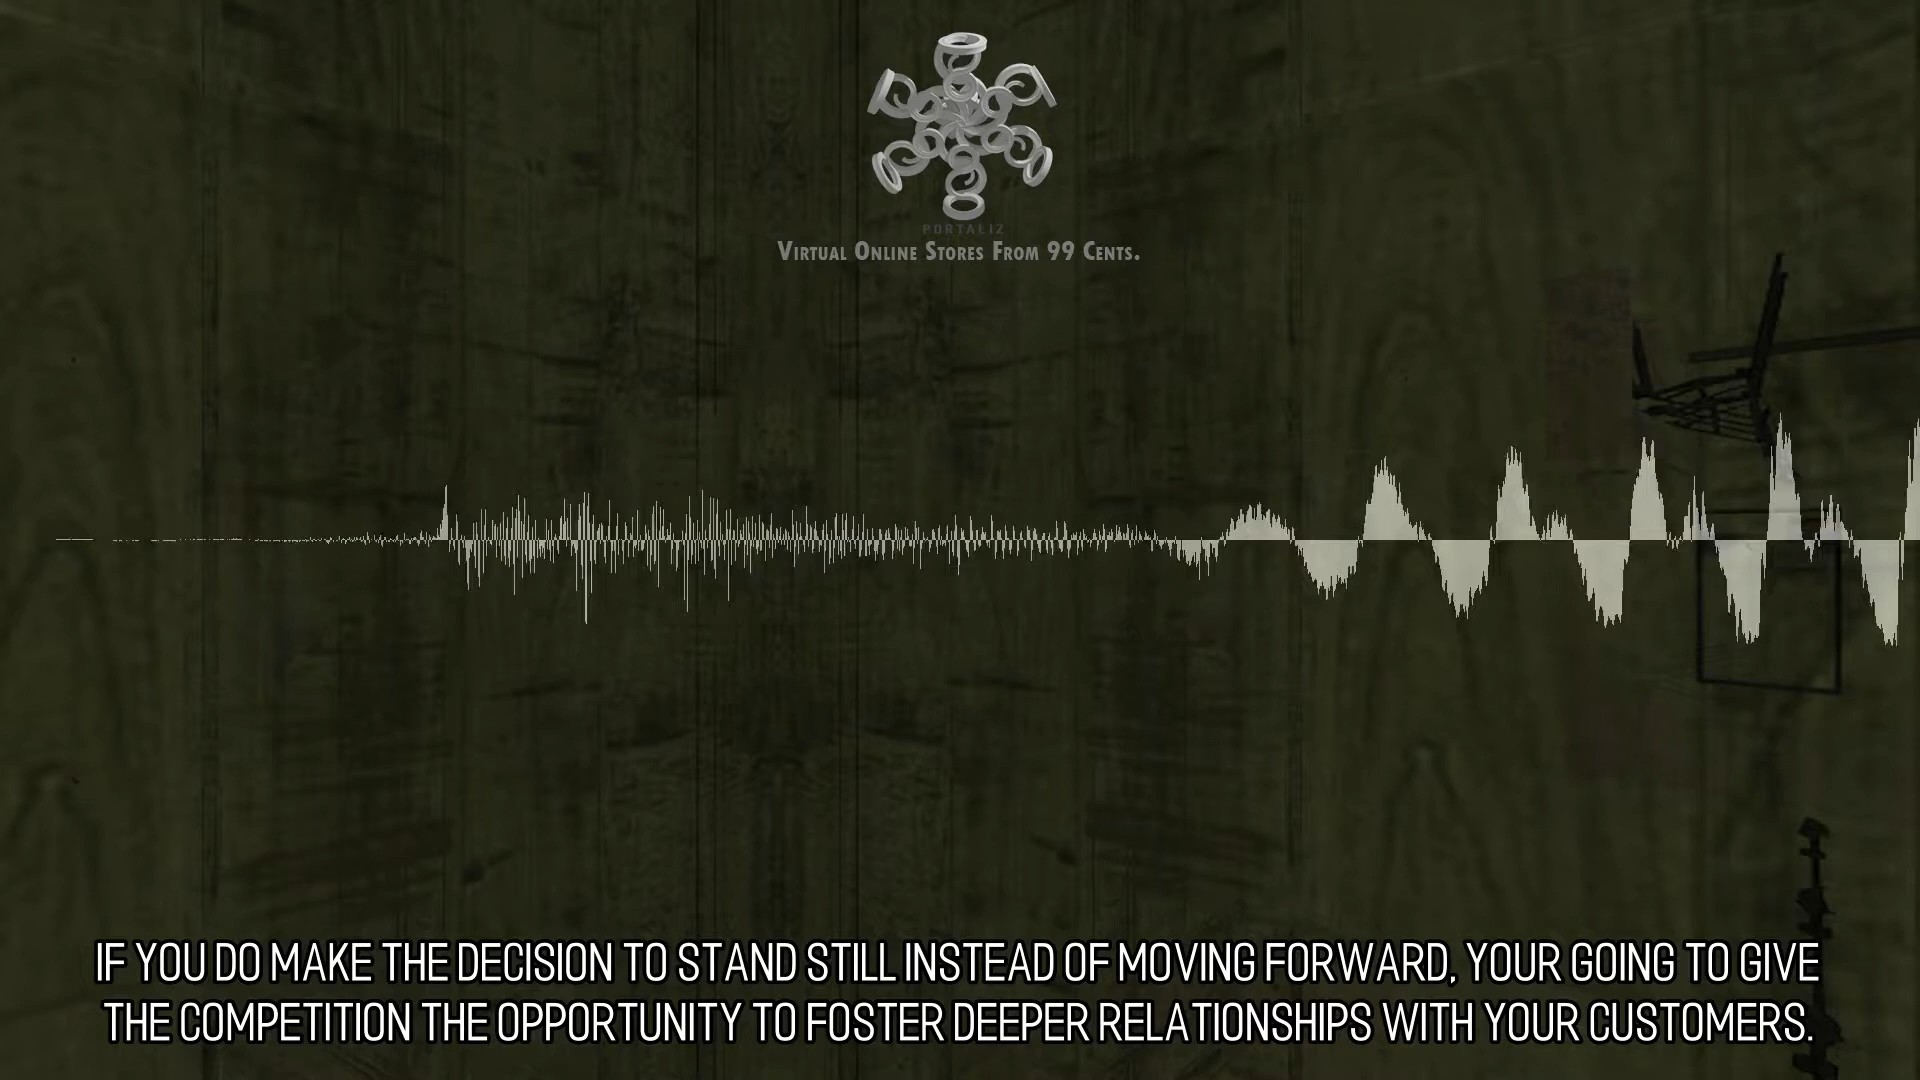 PORTALIZ
Virtual Online Stores From 99 Cents.
IF YOU DO MAKE THE DECISION TO STAND STILL INSTEAD OF MOVING FORWARD, YOUR GOING TO GIVE
THE COMPETITION THE OPPORTUNITY TO FOSTER DEEPER RELATIONSHIPS WITH YOUR CUSTOMERS.